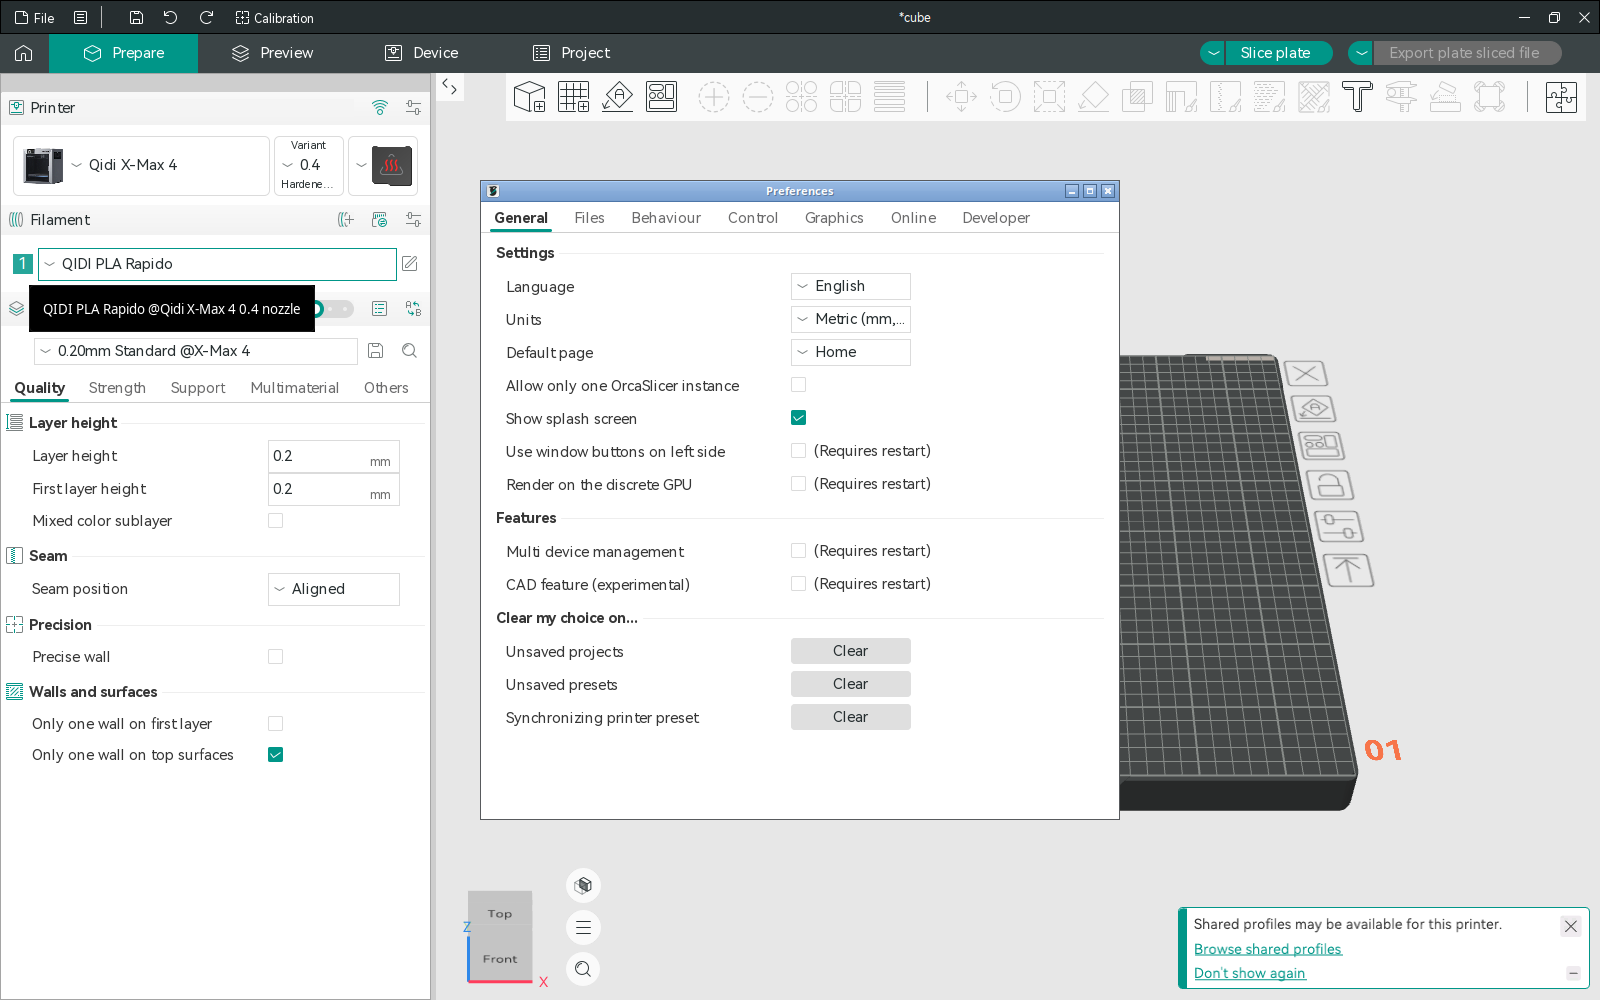 File
Calibration
*cube
Prepare
Preview
Device
Project
Slice plate
Export plate sliced file
Printer
Qidi X-Max 4
Variant
0.4
Hardene...
Filament
1
QIDI PLA Rapido
QIDI PLA Rapido @Qidi X-Max 4 0.4 nozzle
0.20mm Standard @X-Max 4
Quality
Strength
Support
Multimaterial
Others
Layer height
Layer height
0.2
mm
First layer height
0.2
mm
Mixed color sublayer
Seam
Seam position
Aligned
Precision
Precise wall
Walls and surfaces
Only one wall on first layer
Only one wall on top surfaces
Preferences
General
Files
Behaviour
Control
Graphics
Online
Developer
Settings
Language
English
Units
Metric (mm,...
Default page
Home
Allow only one OrcaSlicer instance
Show splash screen
Use window buttons on left side
(Requires restart)
Render on the discrete GPU
(Requires restart)
Features
Multi device management
(Requires restart)
CAD feature (experimental)
(Requires restart)
Clear my choice on...
Unsaved projects
Clear
Unsaved presets
Clear
Synchronizing printer preset
Clear
01
Top
Front
Z
X
Shared profiles may be available for this printer.
Browse shared profiles
Don't show again